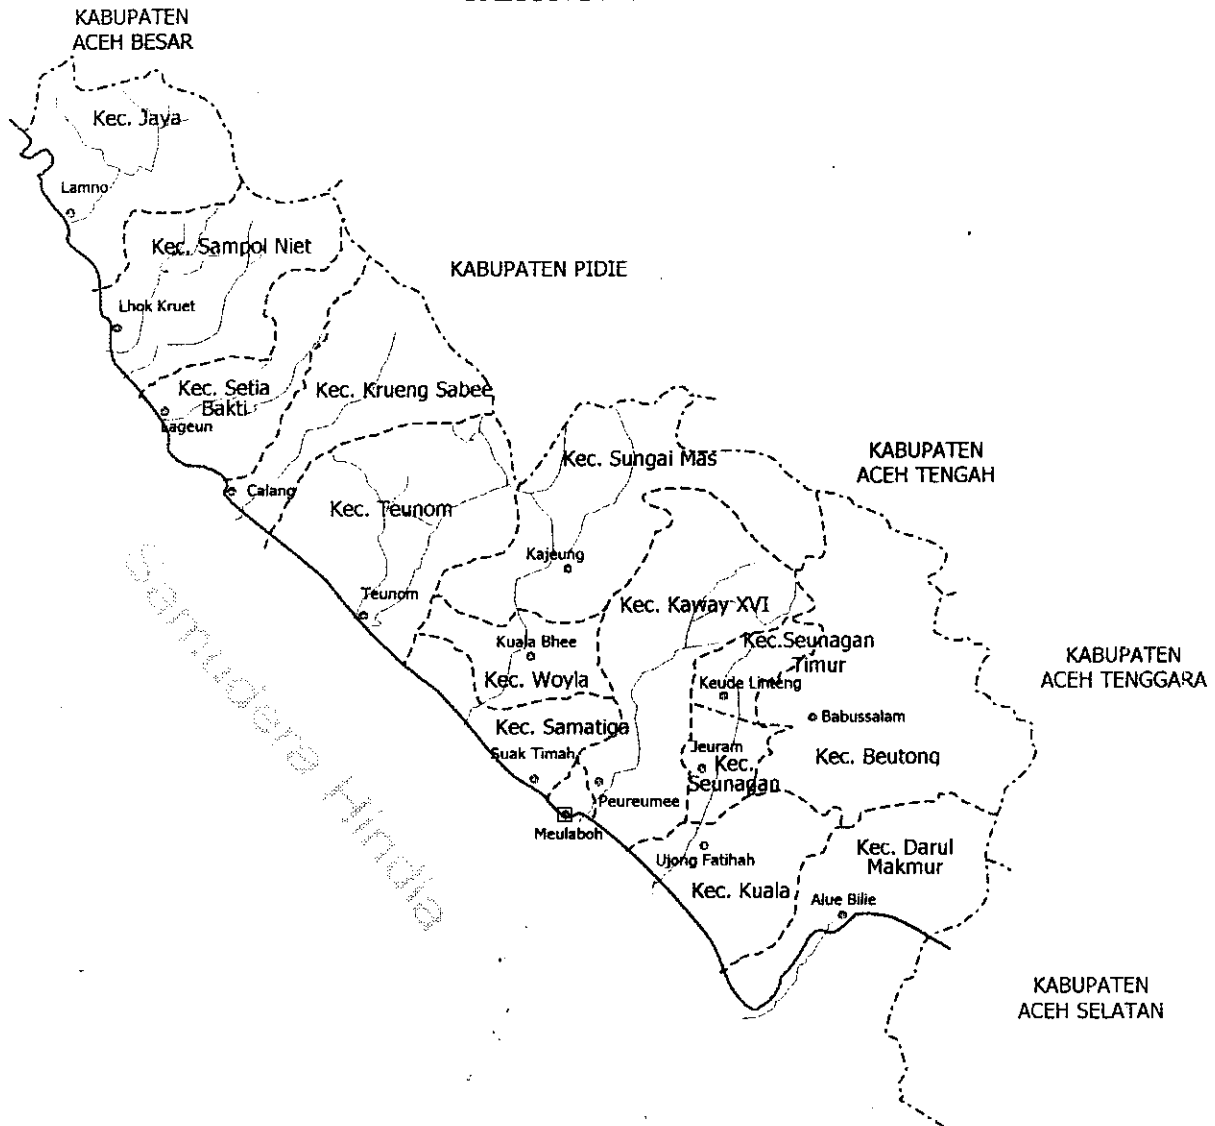 KABUPATEN
ACEH BESAR
Kec. Jaya
Lamno
Kec. Sampol Niet
KABUPATEN PIDIE
Lhok Kruet
Kec. Setia
Bakti
Lageun
Kec. Krueng Sabee
Kec. Sungai Mas
KABUPATEN
ACEH TENGAH
Calang
Kec. Teunom
Kajeung
Teunom
Kec. Kaway XVI
Kuala Bhee
Kec.Seunagan
Timur
KABUPATEN
ACEH TENGGARA
Kec. Woyla
Keude Linteng
Babussalam
Kec. Samatiga
Suak Timah
Jeuram
Kec.
Seunagan
Kec. Beutong
Peureumee
Meulaboh
Ujong Fatihah
Kec. Darul
Makmur
Kec. Kuala
Alue Bilie
Samudera Hindia
KABUPATEN
ACEH SELATAN